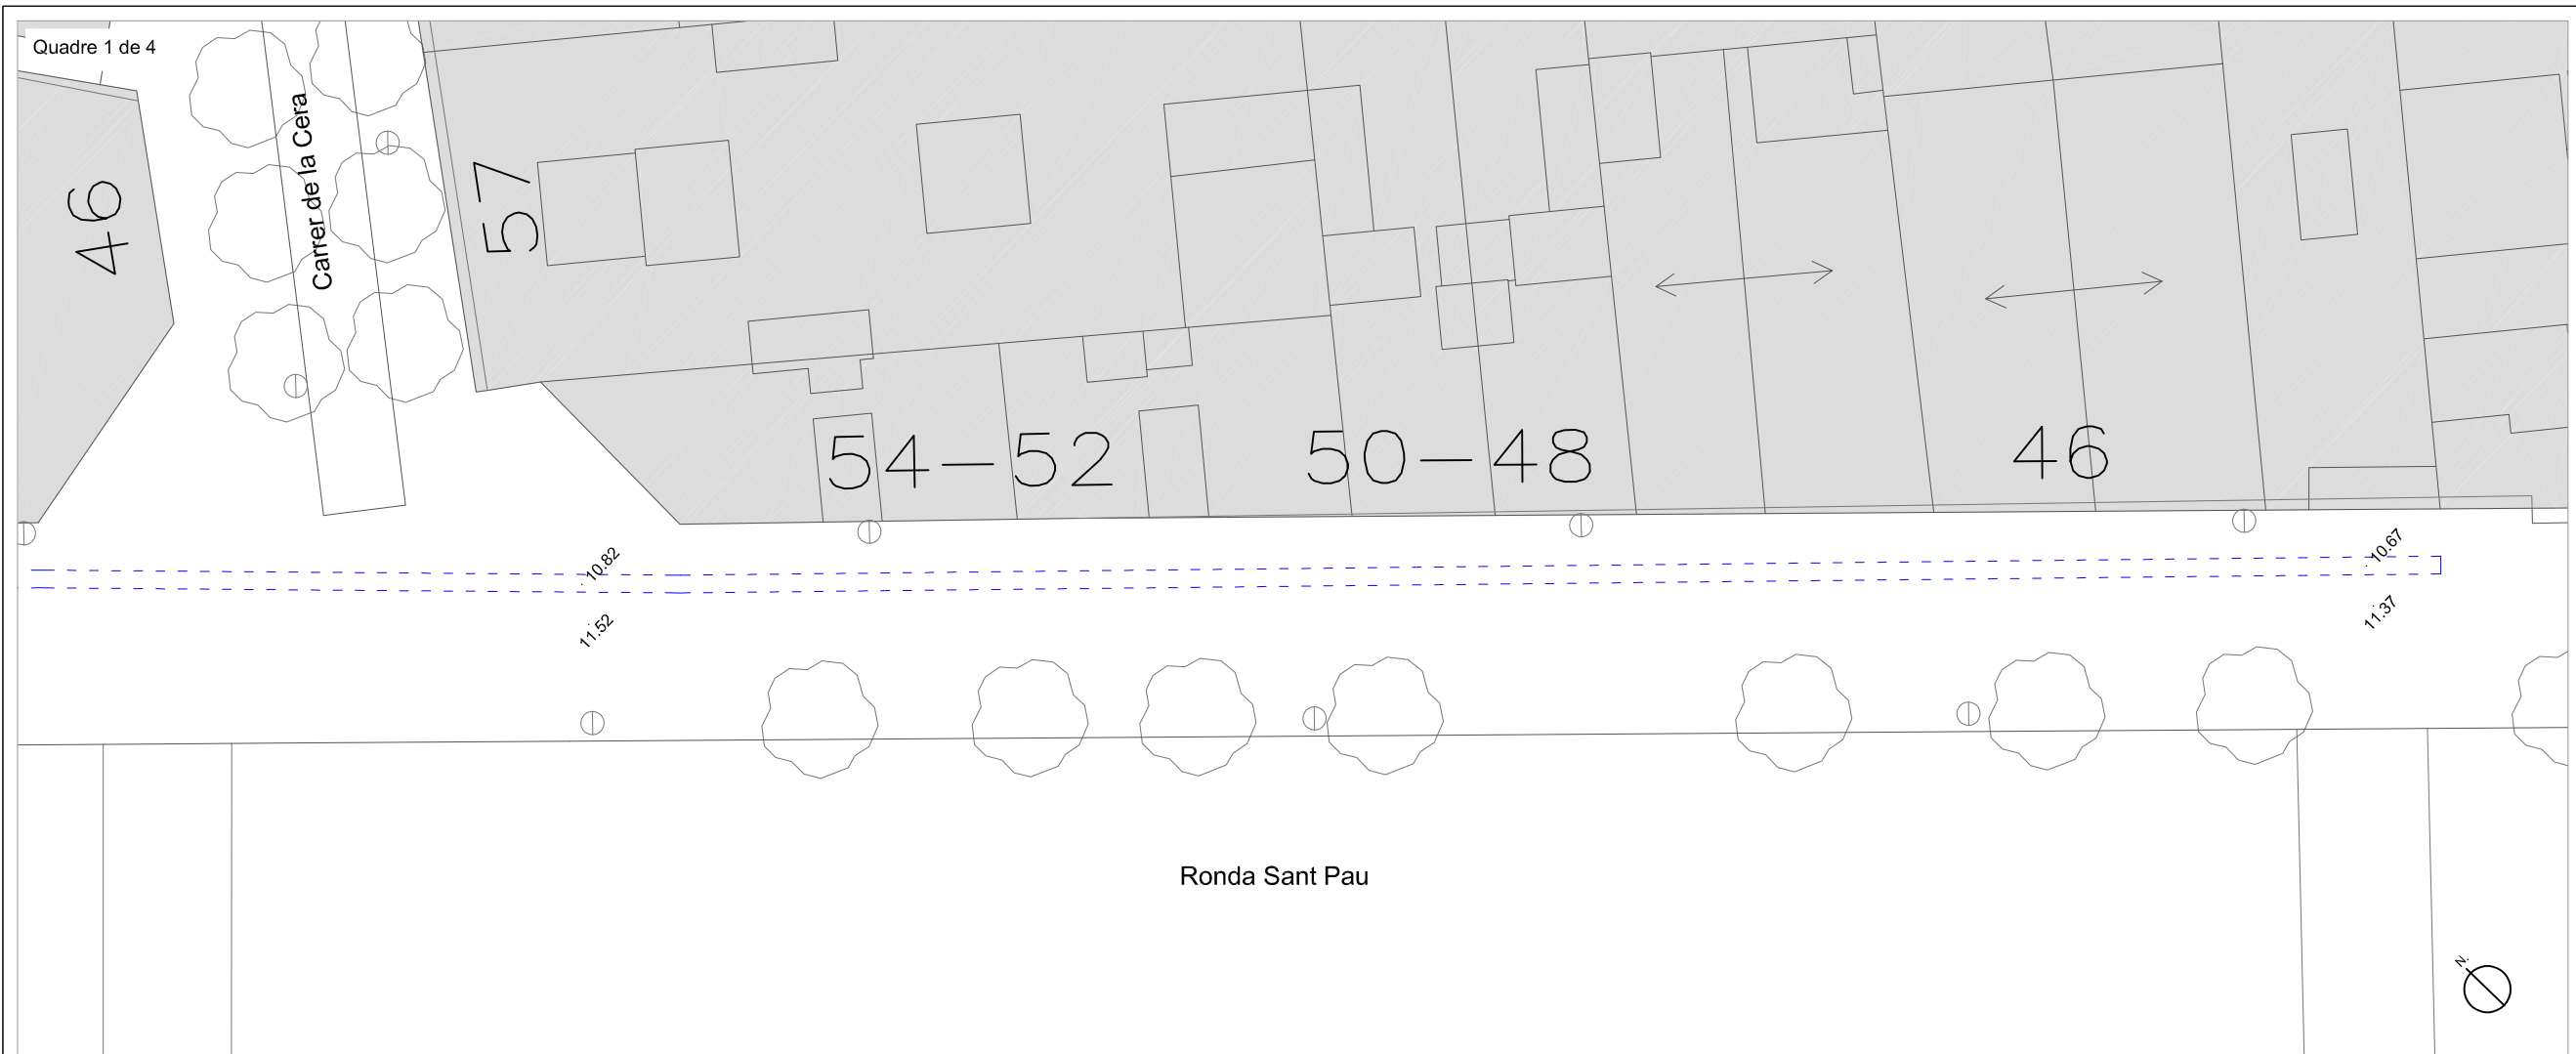 Quadre 1 de 4
46
Carrer de la Cera
57
54-52
50-48
46
10.82
10.67
11.52
11.37
Ronda Sant Pau
N.